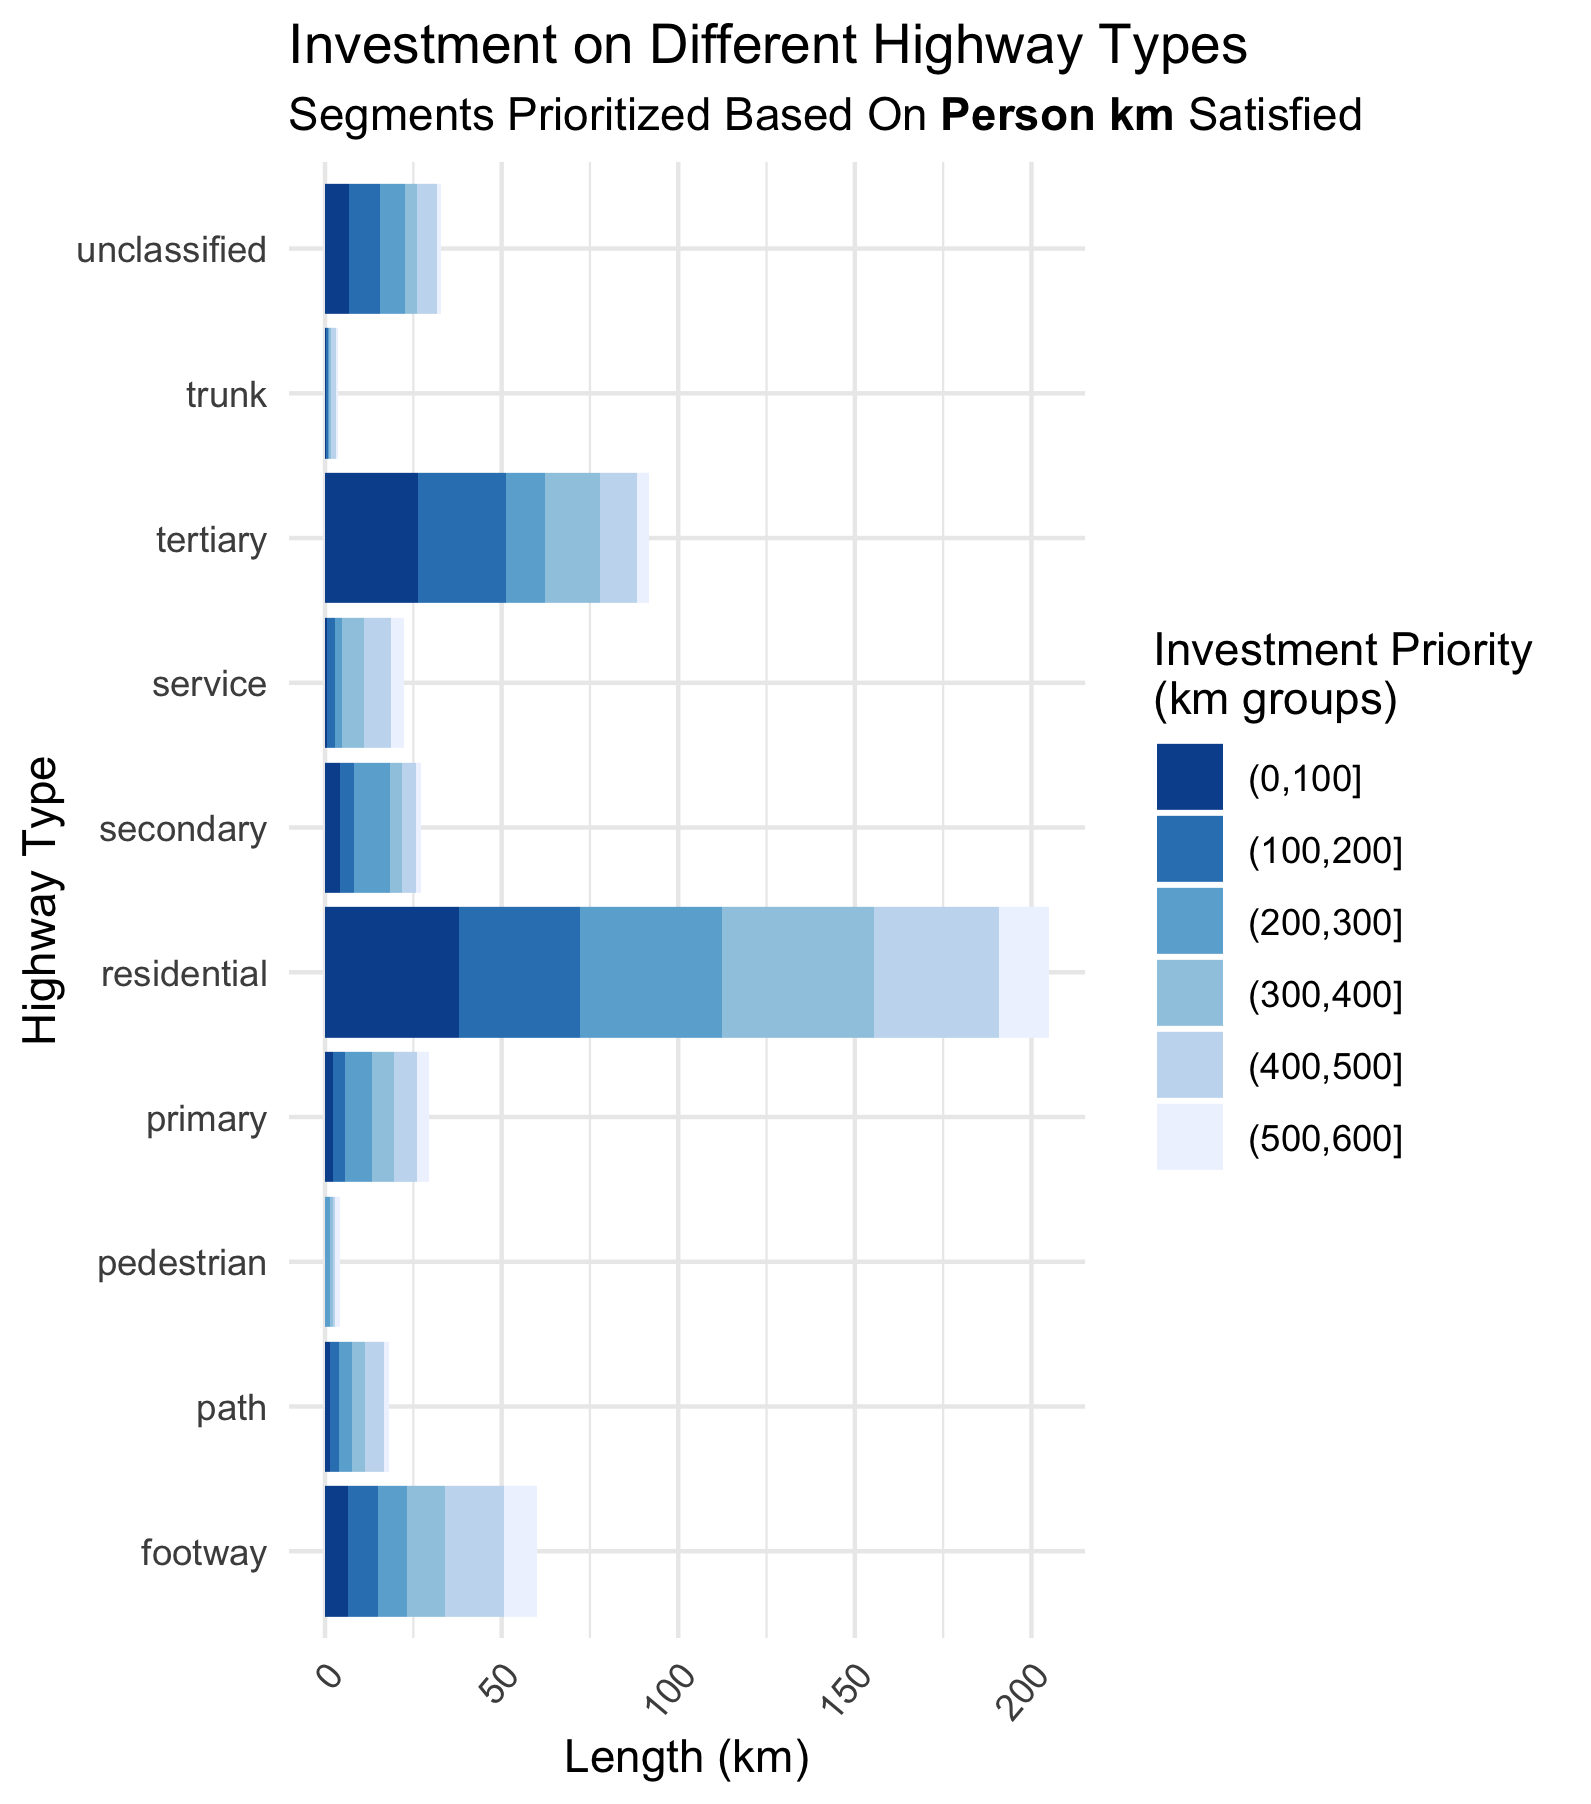 Investment on Different Highway Types
Segments Prioritized Based On Person km Satisfied
Highway Type
unclassified
trunk
tertiary
service
secondary
residential
primary
pedestrian
path
footway
0
50
100
150
200
Length (km)
Investment Priority
(km groups)
(0,100]
(100,200]
(200,300]
(300,400]
(400,500]
(500,600]